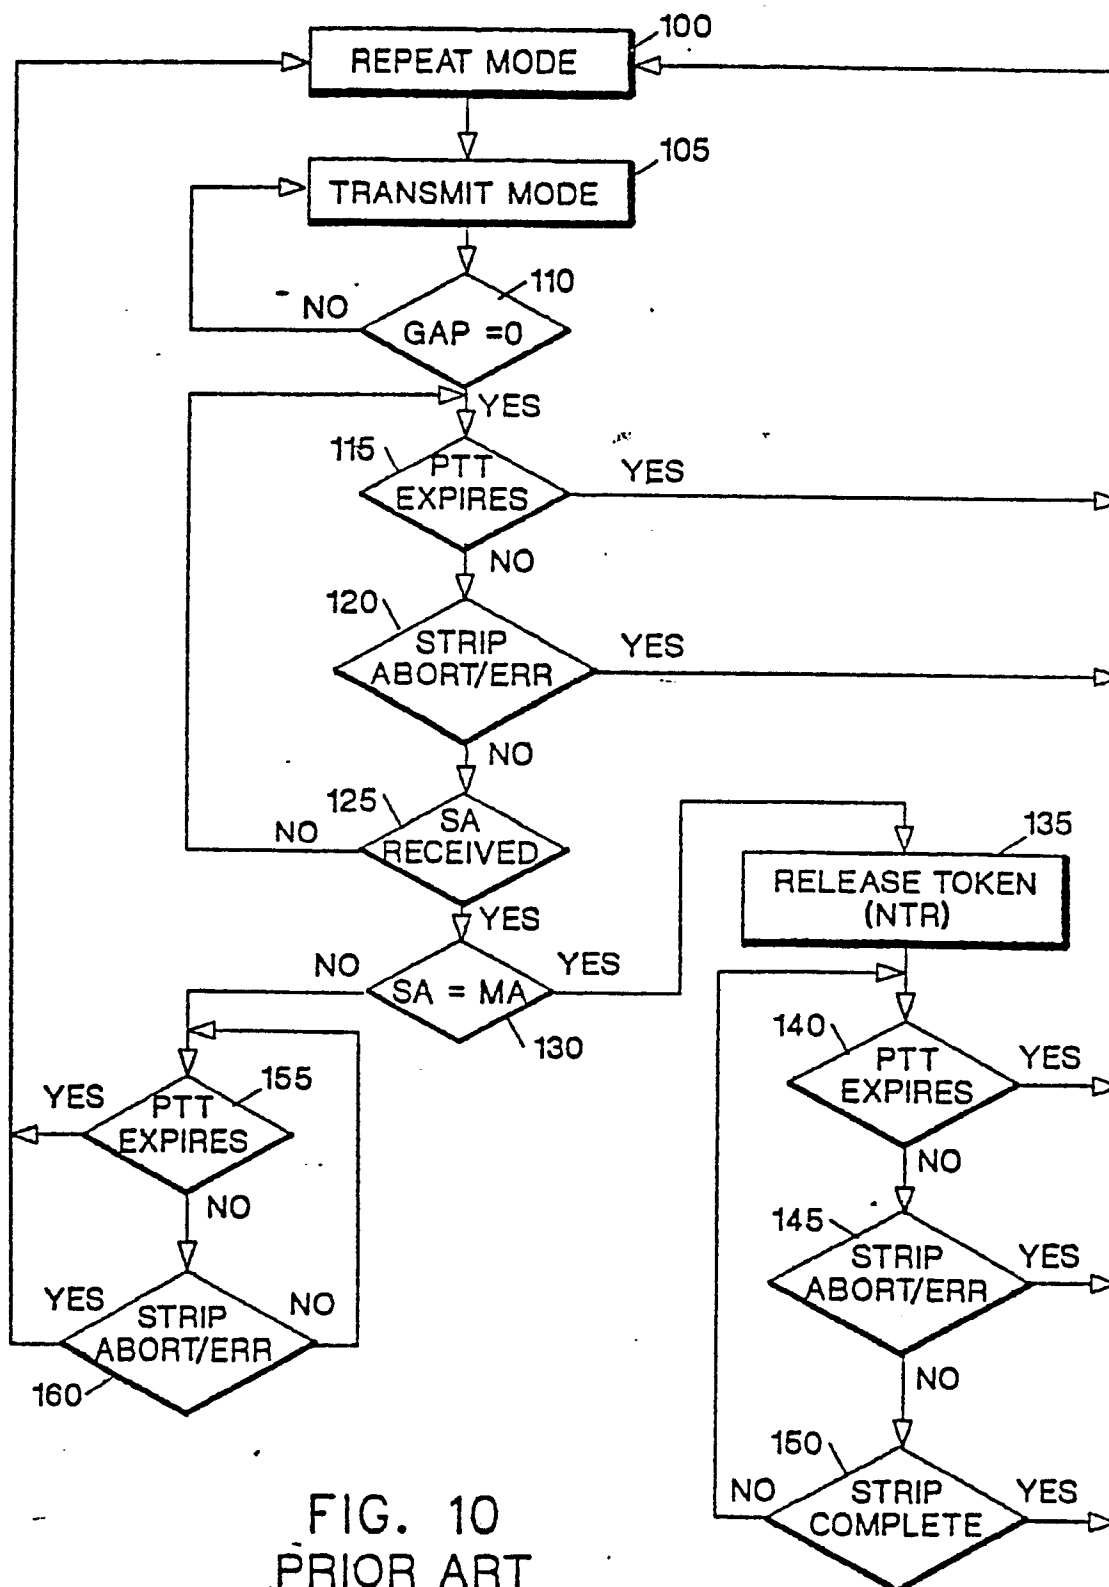 100
REPEAT MODE
105
TRANSMIT MODE
110
NO
GAP =0
YES
115
PTT
EXPIRES
YES
NO
120
STRIP
ABORT/ERR
YES
NO
125
SA
RECEIVED
NO
YES
135
RELEASE TOKEN
(NTR)
NO
SA = MA
YES
130
140
PTT
EXPIRES
YES
NO
155
YES
PTT
EXPIRES
NO
145
STRIP
ABORT/ERR
YES
NO
YES
STRIP
ABORT/ERR
NO
160
150
NO
STRIP
COMPLETE
YES
FIG. 10
PRIOR ART